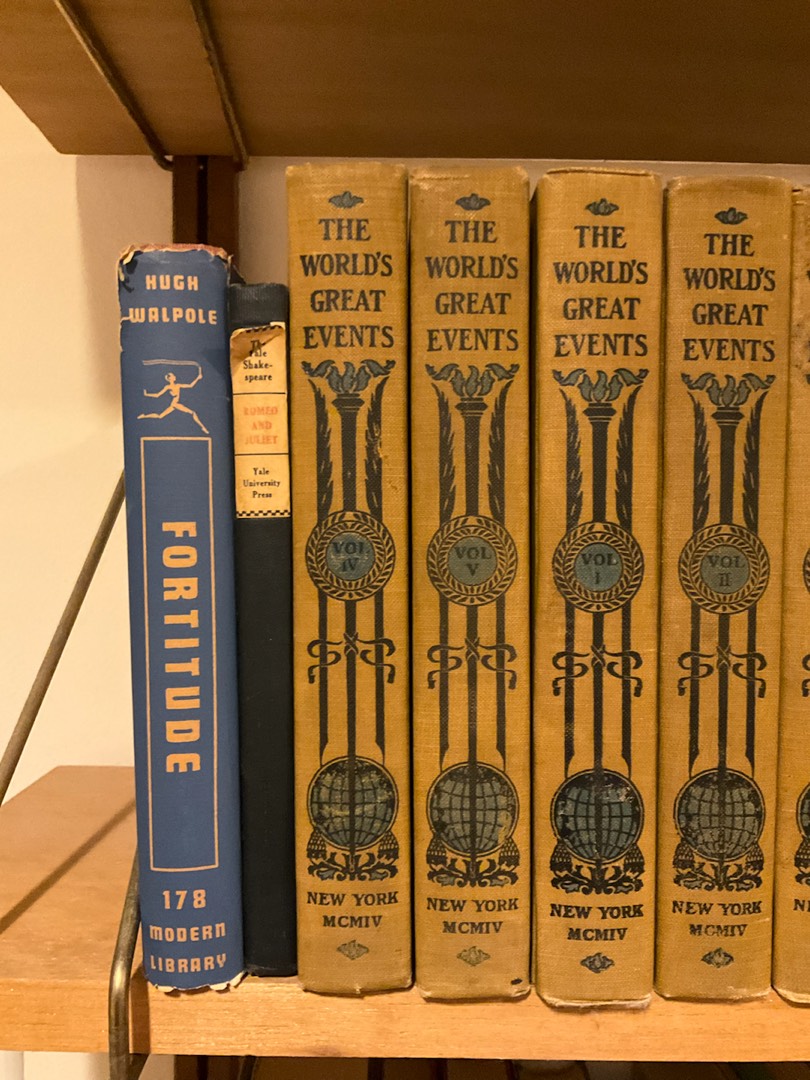 HUGH
WALPOLE
FORTITUDE
178
MODERN
LIBRARY
The
Yale
Shake-
speare
ROMEO
AND
JULIET
Yale
University
Press
THE
WORLD'S
GREAT
EVENTS
VOL
IV
NEW YORK
MCMIV
THE
WORLD'S
GREAT
EVENTS
VOL
V
NEW YORK
MCMIV
THE
WORLD'S
GREAT
EVENTS
VOL
I
NEW YORK
MCMIV
THE
WORLD'S
GREAT
EVENTS
VOL
II
NEW YORK
MCMIV